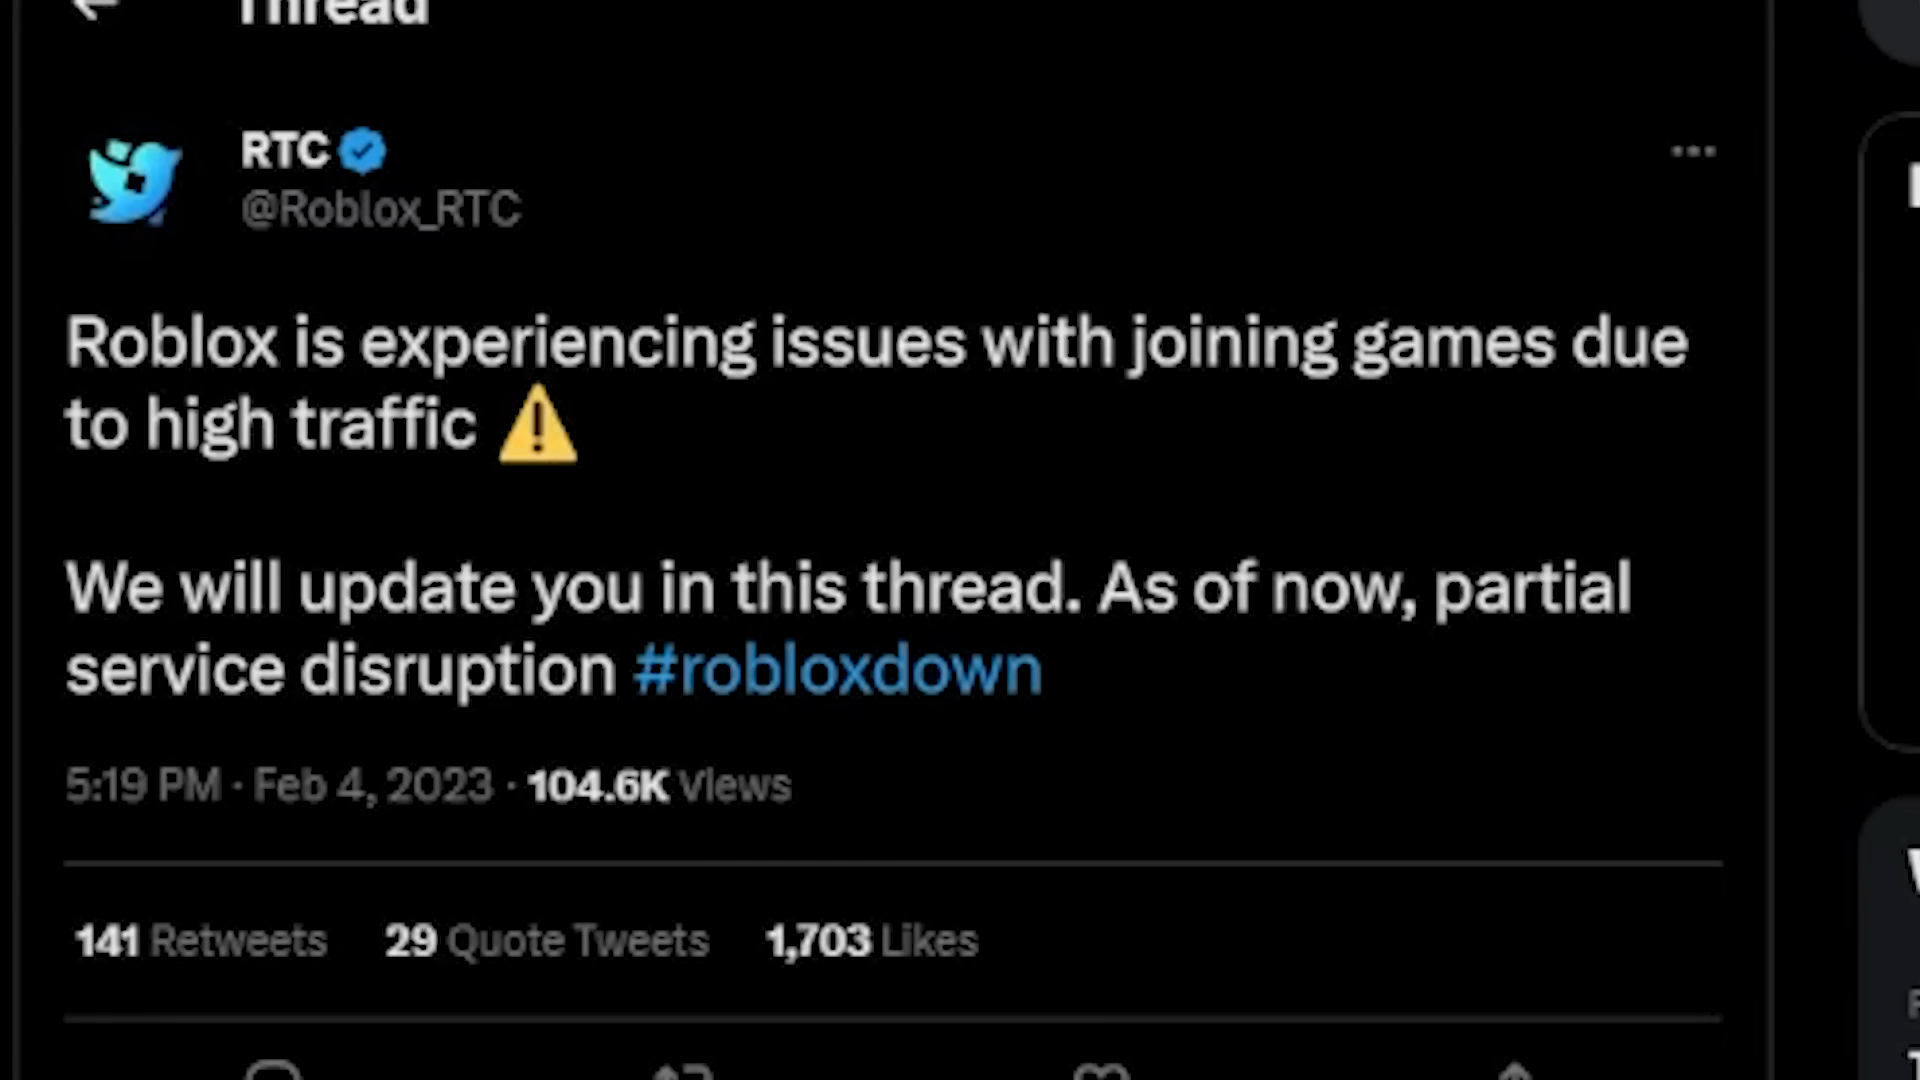 Thread
RTC
@Roblox_RTC
Roblox is experiencing issues with joining games due
to high traffic ⚠️
We will update you in this thread. As of now, partial
service disruption #robloxdown
5:19 PM · Feb 4, 2023 · 104.6K Views
141 Retweets 29 Quote Tweets 1,703 Likes